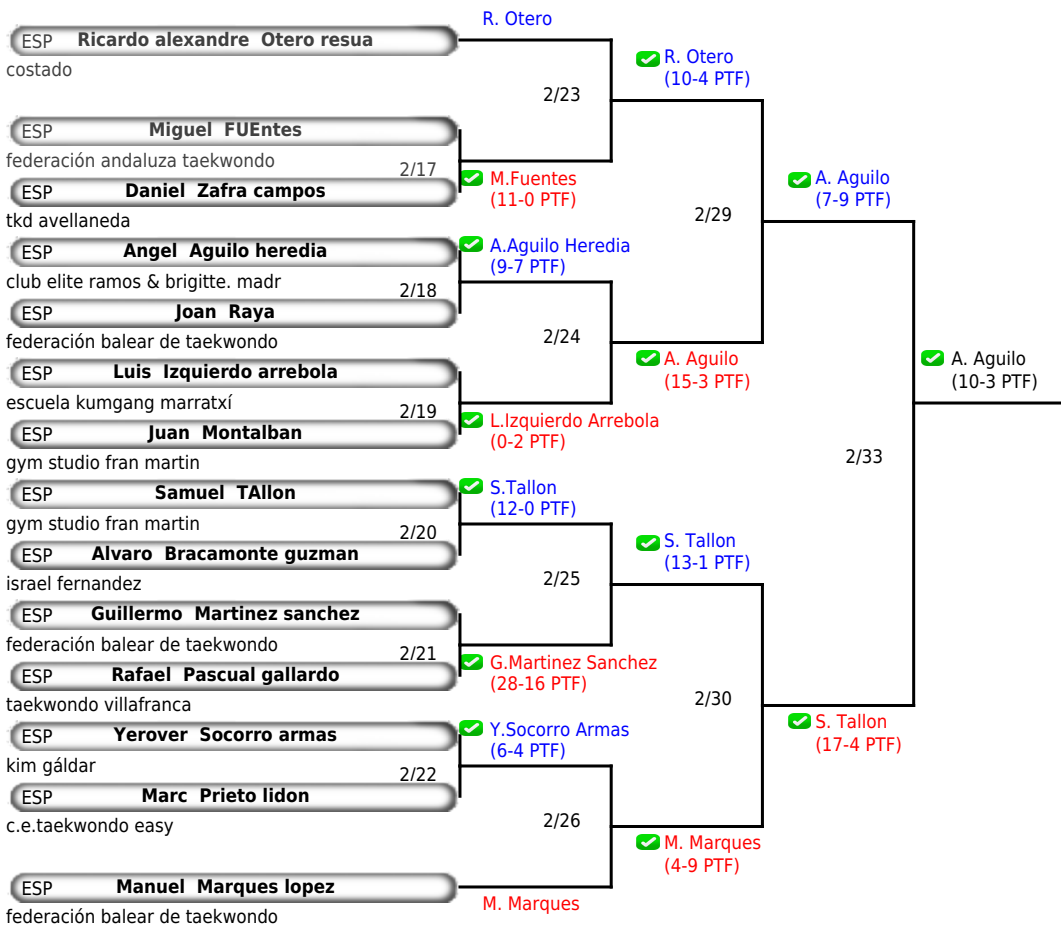 R. Otero
ESP Ricardo alexandre Otero resua
costado
R. Otero
(10-4 PTF)
2/23
ESP Miguel FUEntes
federación andaluza taekwondo
2/17
ESP Daniel Zafra campos
tkd avellaneda
M.Fuentes
(11-0 PTF)
A. Aguilo
(7-9 PTF)
2/29
ESP Angel Aguilo heredia
club elite ramos & brigitte. madr
A.Aguilo Heredia
(9-7 PTF)
2/18
ESP Joan Raya
federación balear de taekwondo
2/24
A. Aguilo
(15-3 PTF)
A. Aguilo
(10-3 PTF)
ESP Luis Izquierdo arrebola
escuela kumgang marratxí
2/19
ESP Juan Montalban
gym studio fran martin
L.Izquierdo Arrebola
(0-2 PTF)
2/33
ESP Samuel TAllon
gym studio fran martin
S.Tallon
(12-0 PTF)
2/20
ESP Alvaro Bracamonte guzman
israel fernandez
S. Tallon
(13-1 PTF)
2/25
ESP Guillermo Martinez sanchez
federación balear de taekwondo
2/21
ESP Rafael Pascual gallardo
taekwondo villafranca
G.Martinez Sanchez
(28-16 PTF)
2/30
S. Tallon
(17-4 PTF)
ESP Yerover Socorro armas
kim gáldar
Y.Socorro Armas
(6-4 PTF)
2/22
ESP Marc Prieto lidon
c.e.taekwondo easy
2/26
M. Marques
(4-9 PTF)
ESP Manuel Marques lopez
federación balear de taekwondo
M. Marques